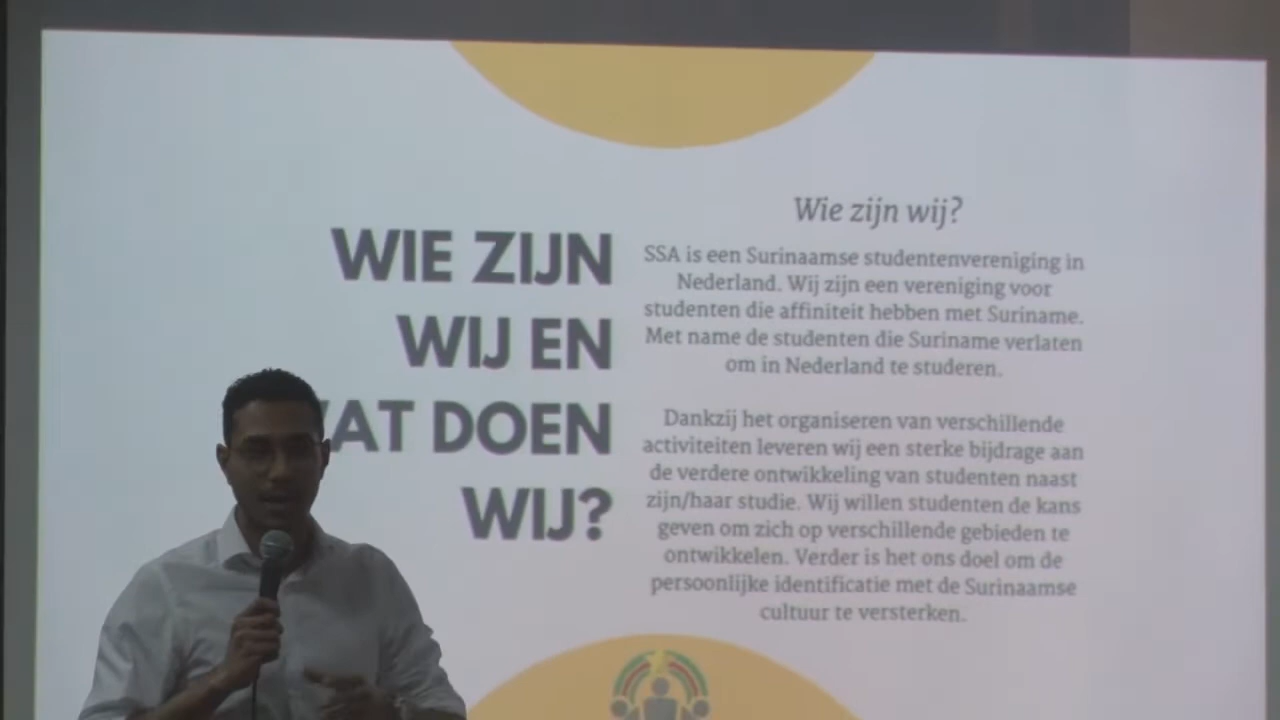 WIE ZIJN
WIJ EN
WAT DOEN
WIJ?
Wie zijn wij?
SSA is een Surinaamse studentenvereniging in
Nederland. Wij zijn een vereniging voor
studenten die affiniteit hebben met Suriname.
Met name de studenten die Suriname verlaten
om in Nederland te studeren.
Dankzij het organiseren van verschillende
activiteiten leveren wij een sterke bijdrage aan
de verdere ontwikkeling van studenten naast
zijn/haar studie. Wij willen studenten de kans
geven om zich op verschillende gebieden te
ontwikkelen. Verder is het ons doel om de
persoonlijke identificatie met de Surinaamse
cultuur te versterken.